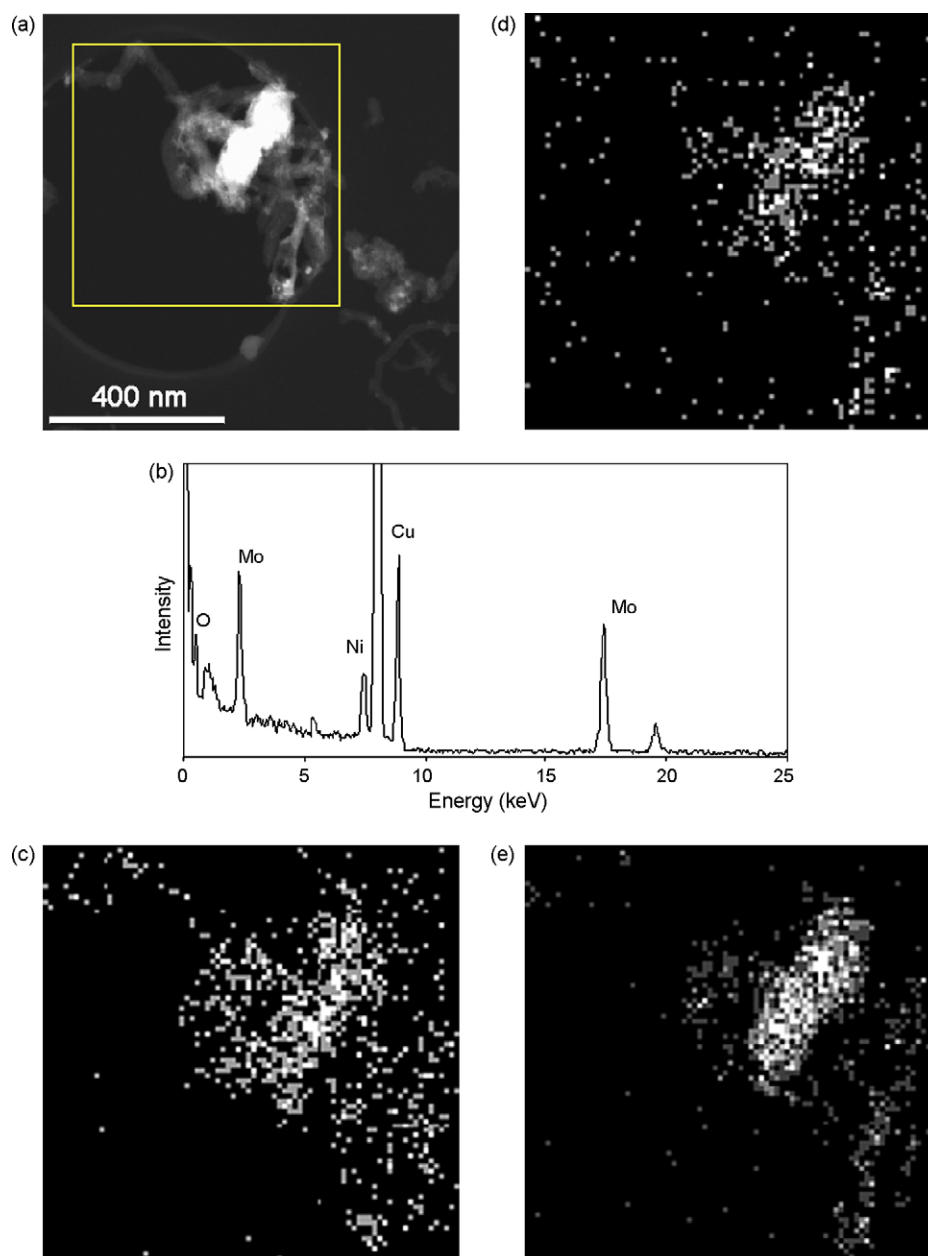 (a)
400 nm
(d)
(b)
Intensity
O
Mo
Ni
Cu
Mo
0
5
10
15
20
25
Energy (keV)
(c)
(e)